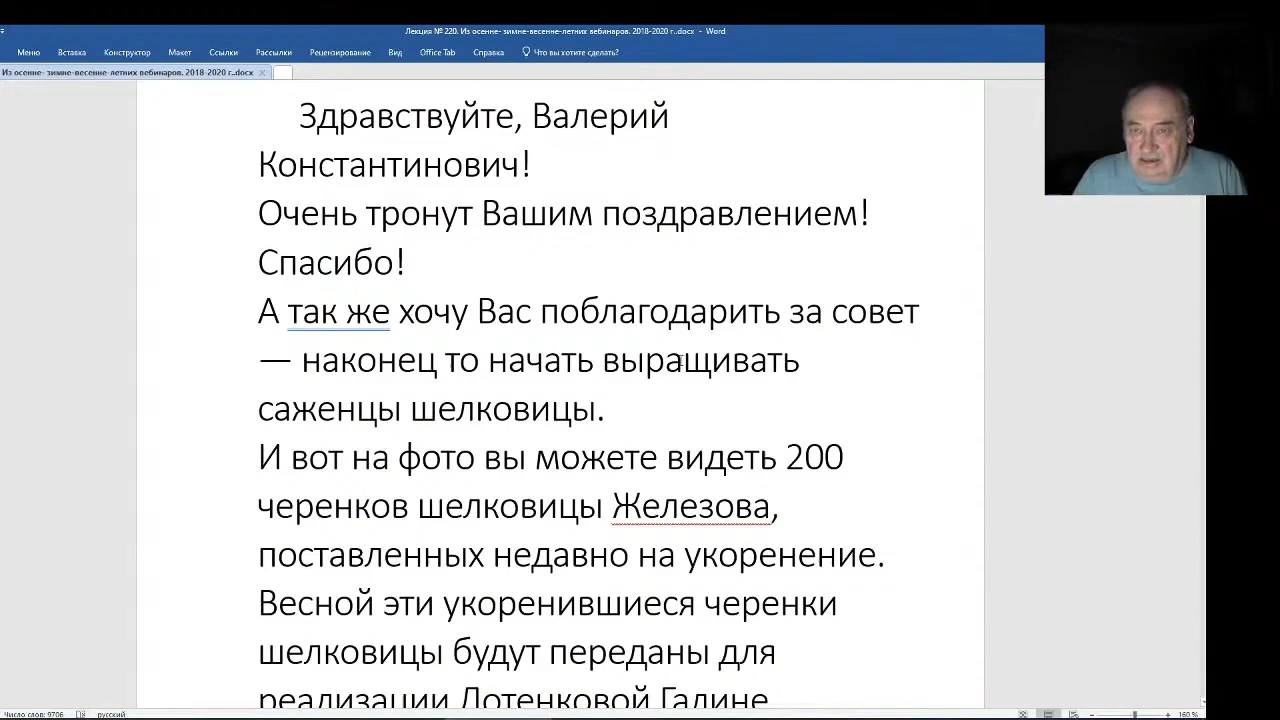 Лекция № 220. Из осенне- зимне-весенне-летних вебинаров. 2018-2020 г..docx - Word
Меню Вставка Конструктор Макет Ссылки Рассылки Рецензирование Вид Office Tab Справка Что вы хотите сделать?
Из осенне- зимне-весенне-летних вебинаров. 2018-2020 г..docx
Здравствуйте, Валерий
Константинович!
Очень тронут Вашим поздравлением!
Спасибо!
А так же хочу Вас поблагодарить за совет
— наконец то начать выращивать
саженцы шелковицы.
И вот на фото вы можете видеть 200
черенков шелковицы Железова,
поставленных недавно на укоренение.
Весной эти укоренившиеся черенки
шелковицы будут переданы для
реализации Дотенковой Галине
Число слов: 9706 русский 160 %